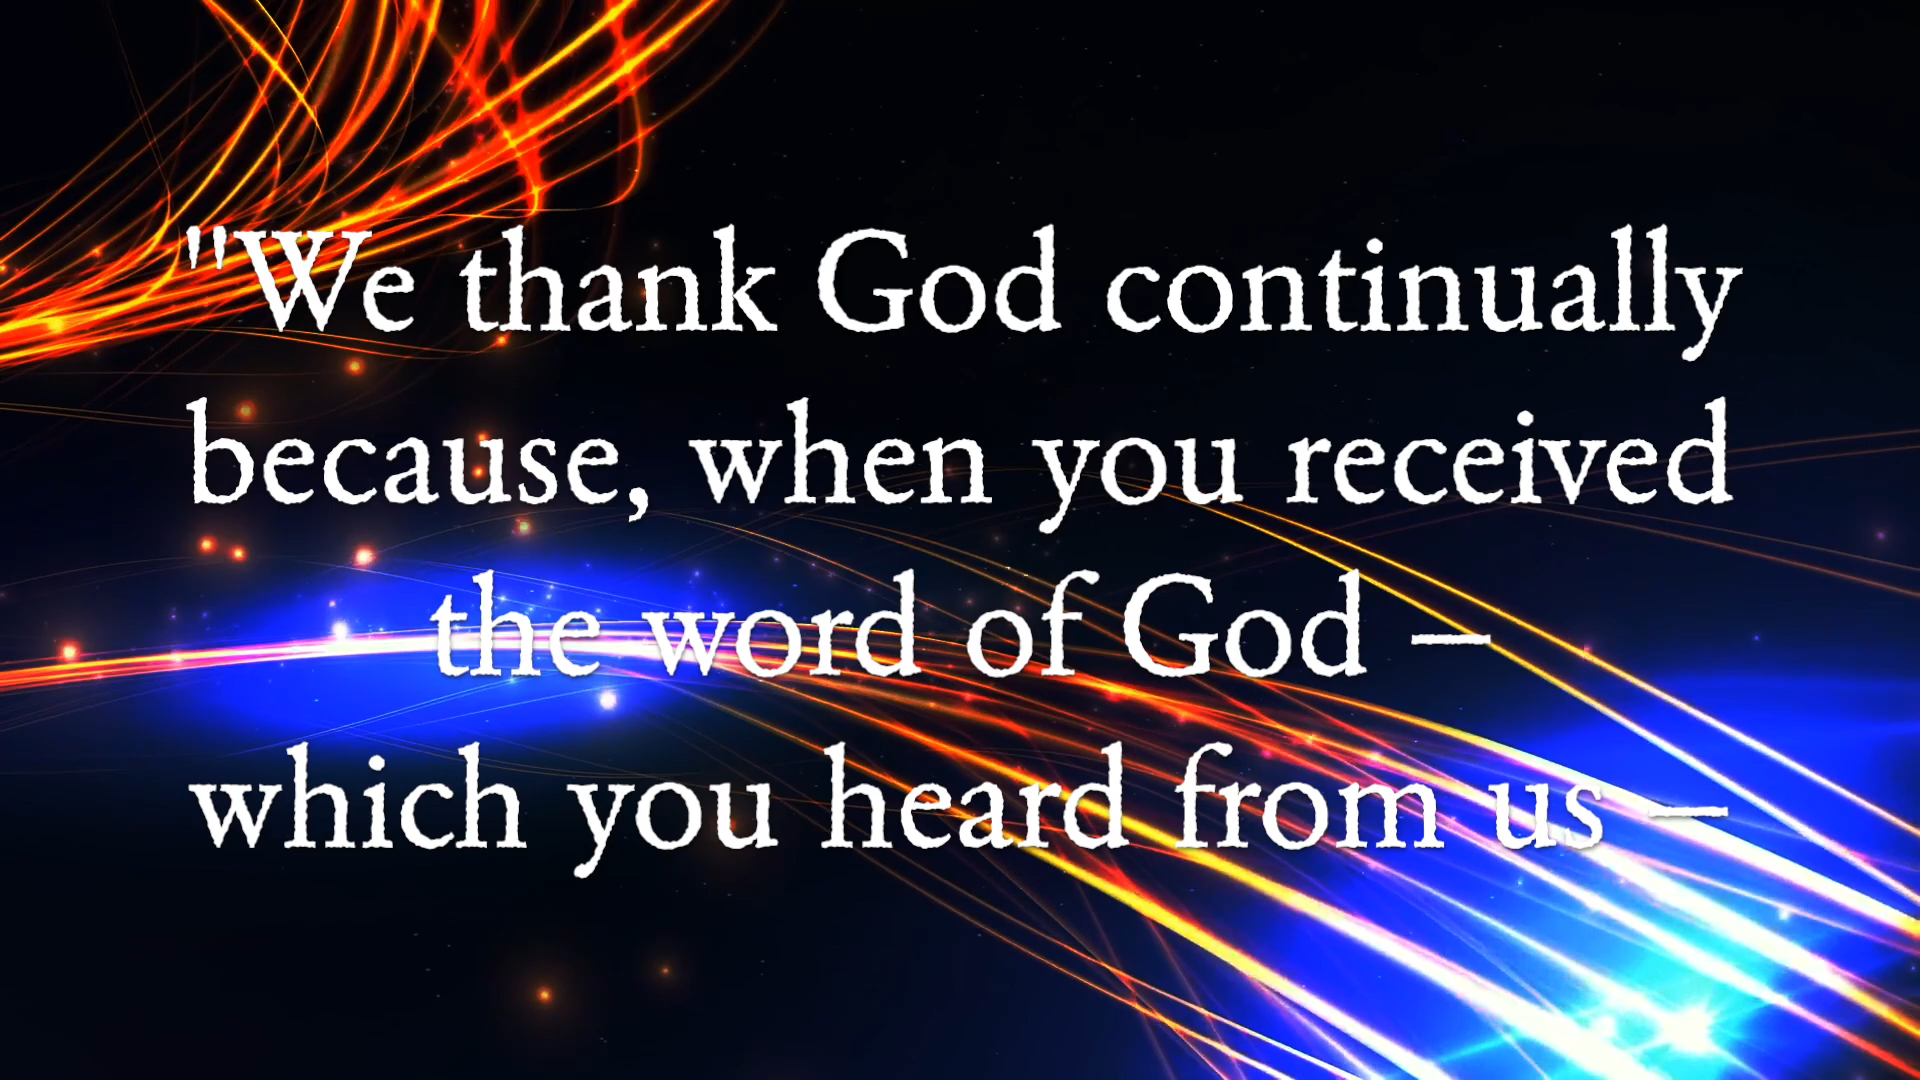 "We thank God continually
because, when you received
the word of God –
which you heard from us –